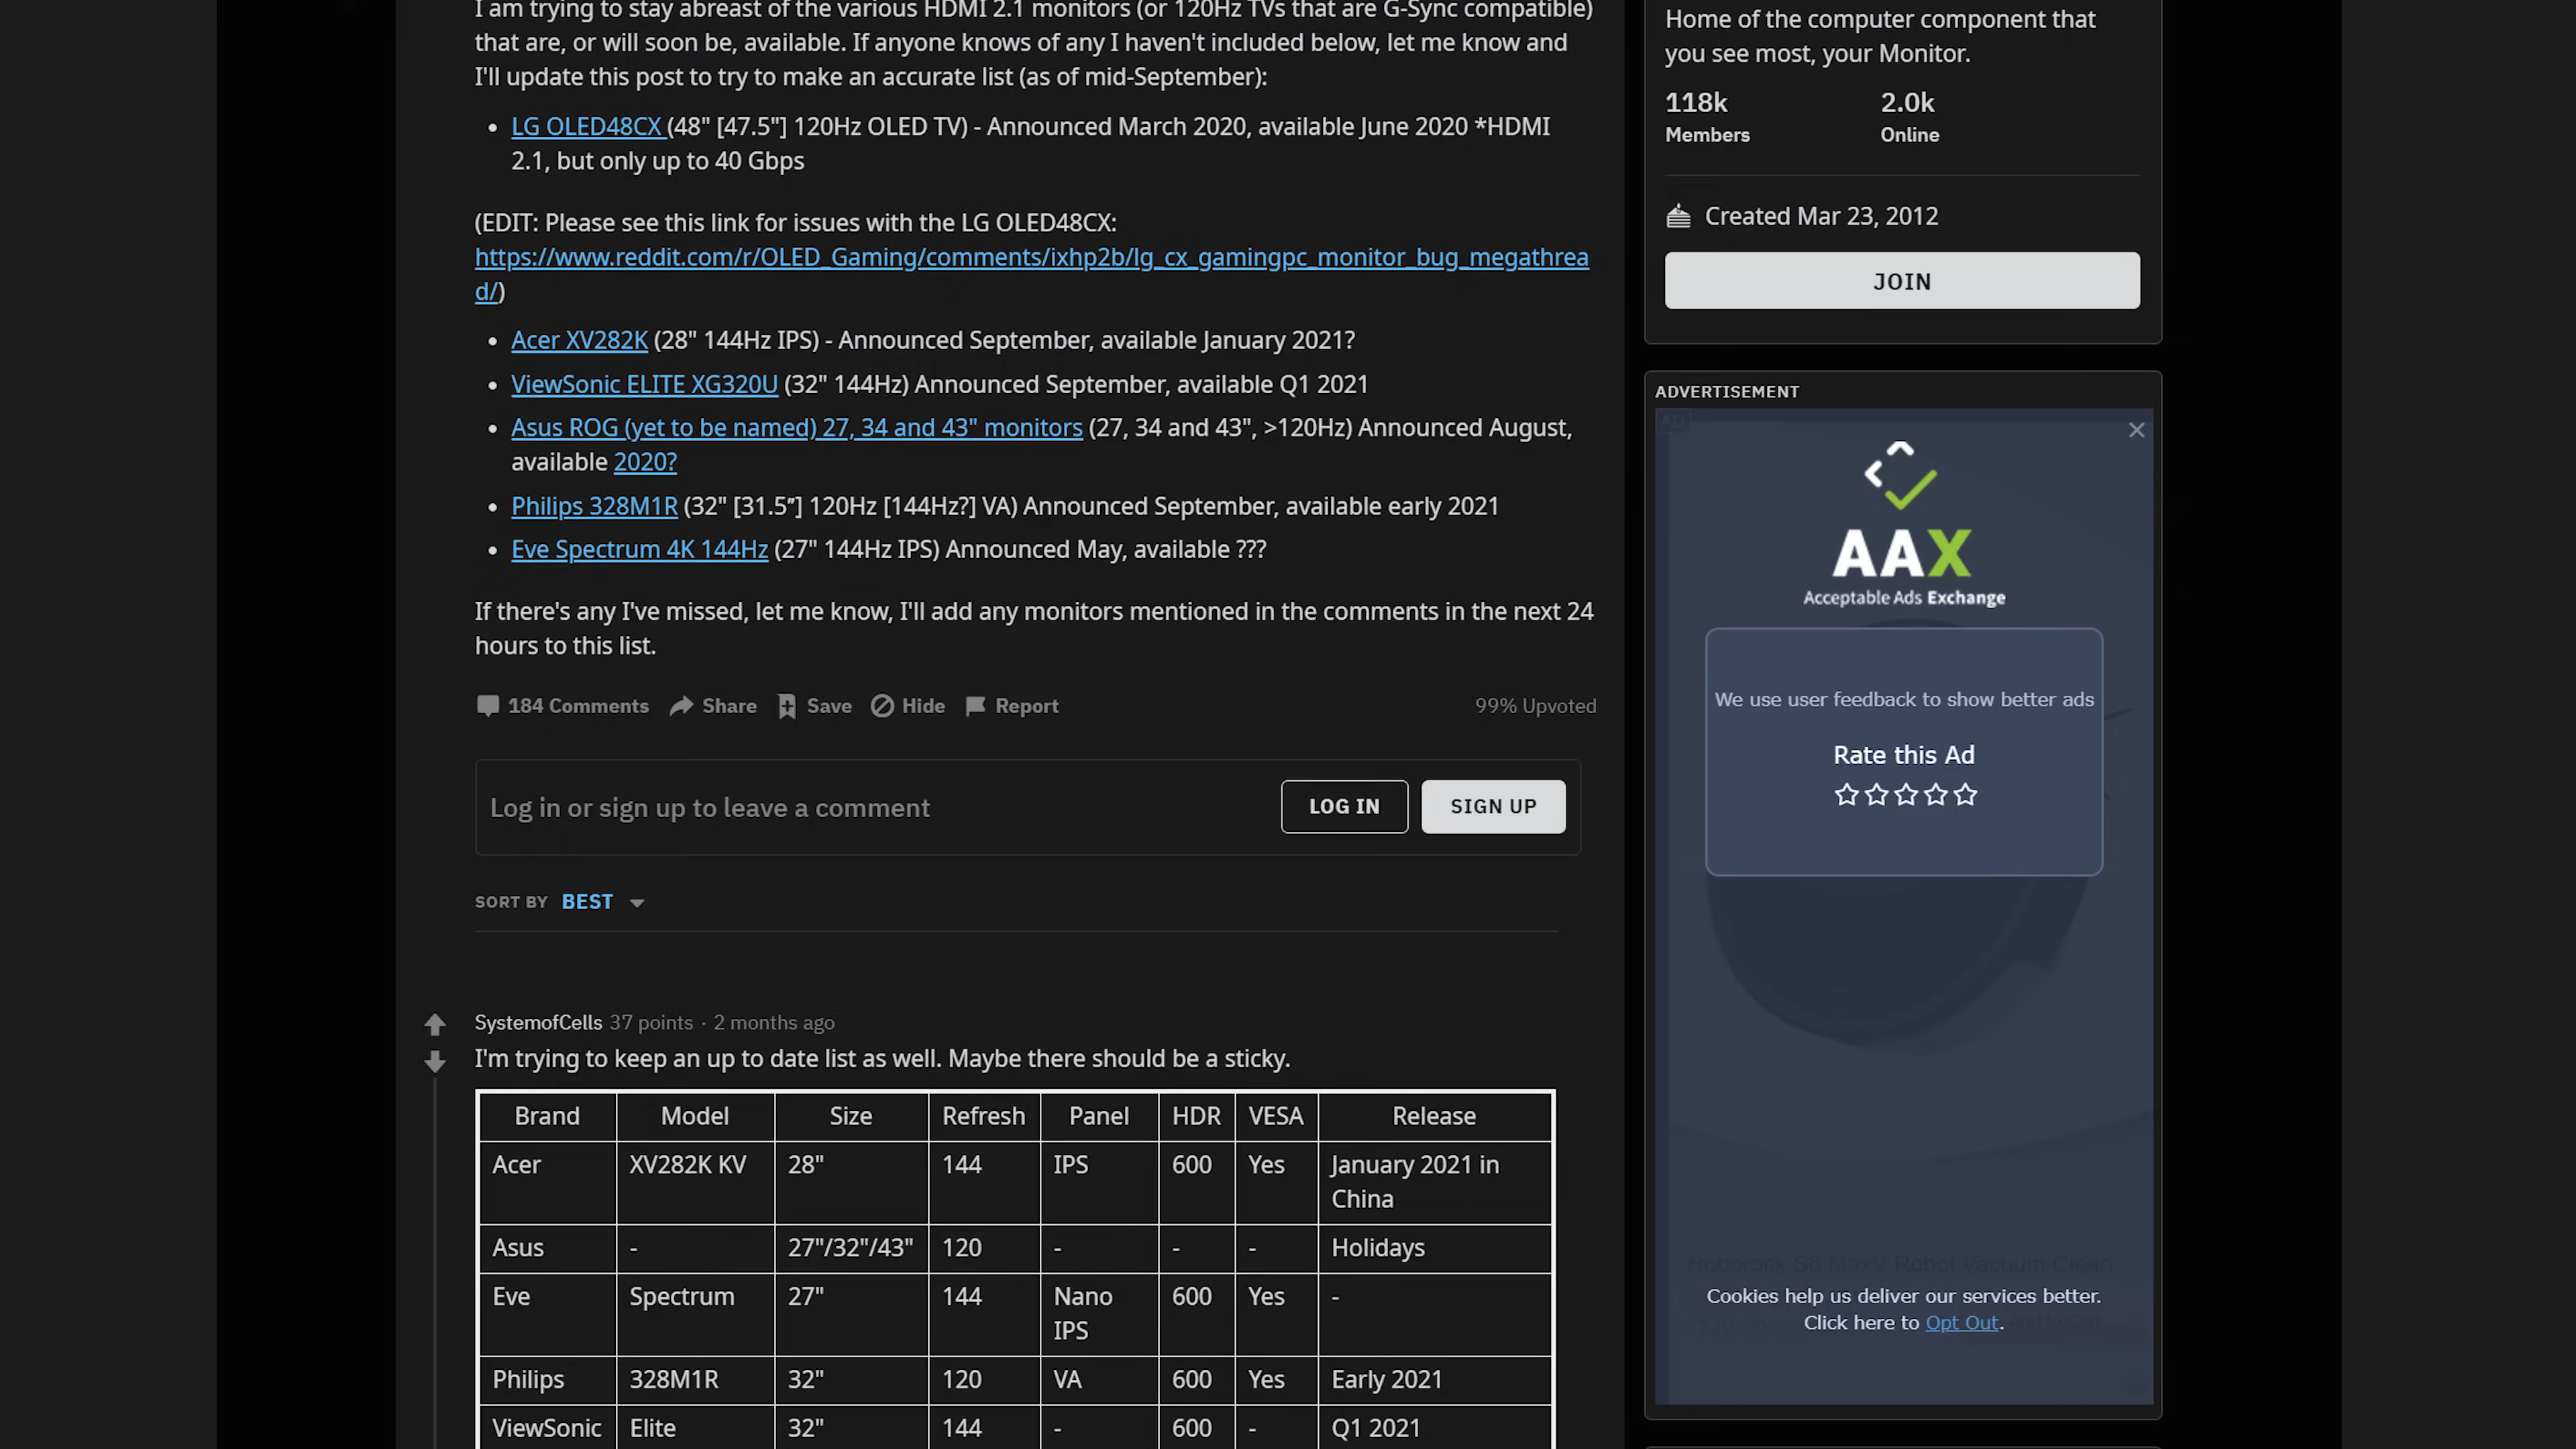 I am trying to stay abreast of the various HDMI 2.1 monitors (or 120Hz TVs that are G-Sync compatible)
that are, or will soon be, available. If anyone knows of any I haven't included below, let me know and
I'll update this post to try to make an accurate list (as of mid-September):
• LG OLED48CX (48" [47.5"] 120Hz OLED TV) - Announced March 2020, available June 2020 *HDMI
2.1, but only up to 40 Gbps
(EDIT: Please see this link for issues with the LG OLED48CX:
https://www.reddit.com/r/OLED_Gaming/comments/ixhp2b/lg_cx_gamingpc_monitor_bug_megathrea
d/)
• Acer XV282K (28" 144Hz IPS) - Announced September, available January 2021?
• ViewSonic ELITE XG320U (32" 144Hz) Announced September, available Q1 2021
• Asus ROG (yet to be named) 27, 34 and 43" monitors (27, 34 and 43", >120Hz) Announced August,
available 2020?
• Philips 328M1R (32" [31.5”] 120Hz [144Hz?] VA) Announced September, available early 2021
• Eve Spectrum 4K 144Hz (27" 144Hz IPS) Announced May, available ???
If there's any I've missed, let me know, I'll add any monitors mentioned in the comments in the next 24
hours to this list.
184 Comments Share Save Hide Report 99% Upvoted
Log in or sign up to leave a comment LOG IN SIGN UP
SORT BY BEST
SystemofCells 37 points · 2 months ago
I'm trying to keep an up to date list as well. Maybe there should be a sticky.
Brand Model Size Refresh Panel HDR VESA Release
Acer XV282K KV 28" 144 IPS 600 Yes January 2021 in
China
Asus - 27"/32"/43" 120 - - - Holidays
Eve Spectrum 27" 144 Nano 600 Yes -
IPS
Philips 328M1R 32" 120 VA 600 Yes Early 2021
ViewSonic Elite 32" 144 - 600 - Q1 2021
Home of the computer component that
you see most, your Monitor.
118k 2.0k
Members Online
Created Mar 23, 2012
JOIN
ADVERTISEMENT
AD
AAX
Acceptable Ads Exchange
We use user feedback to show better ads
Rate this Ad
Roborock S6 MaxV Robot Vacuum Clean
Cookies help us deliver our services better.
Click here to Opt Out.